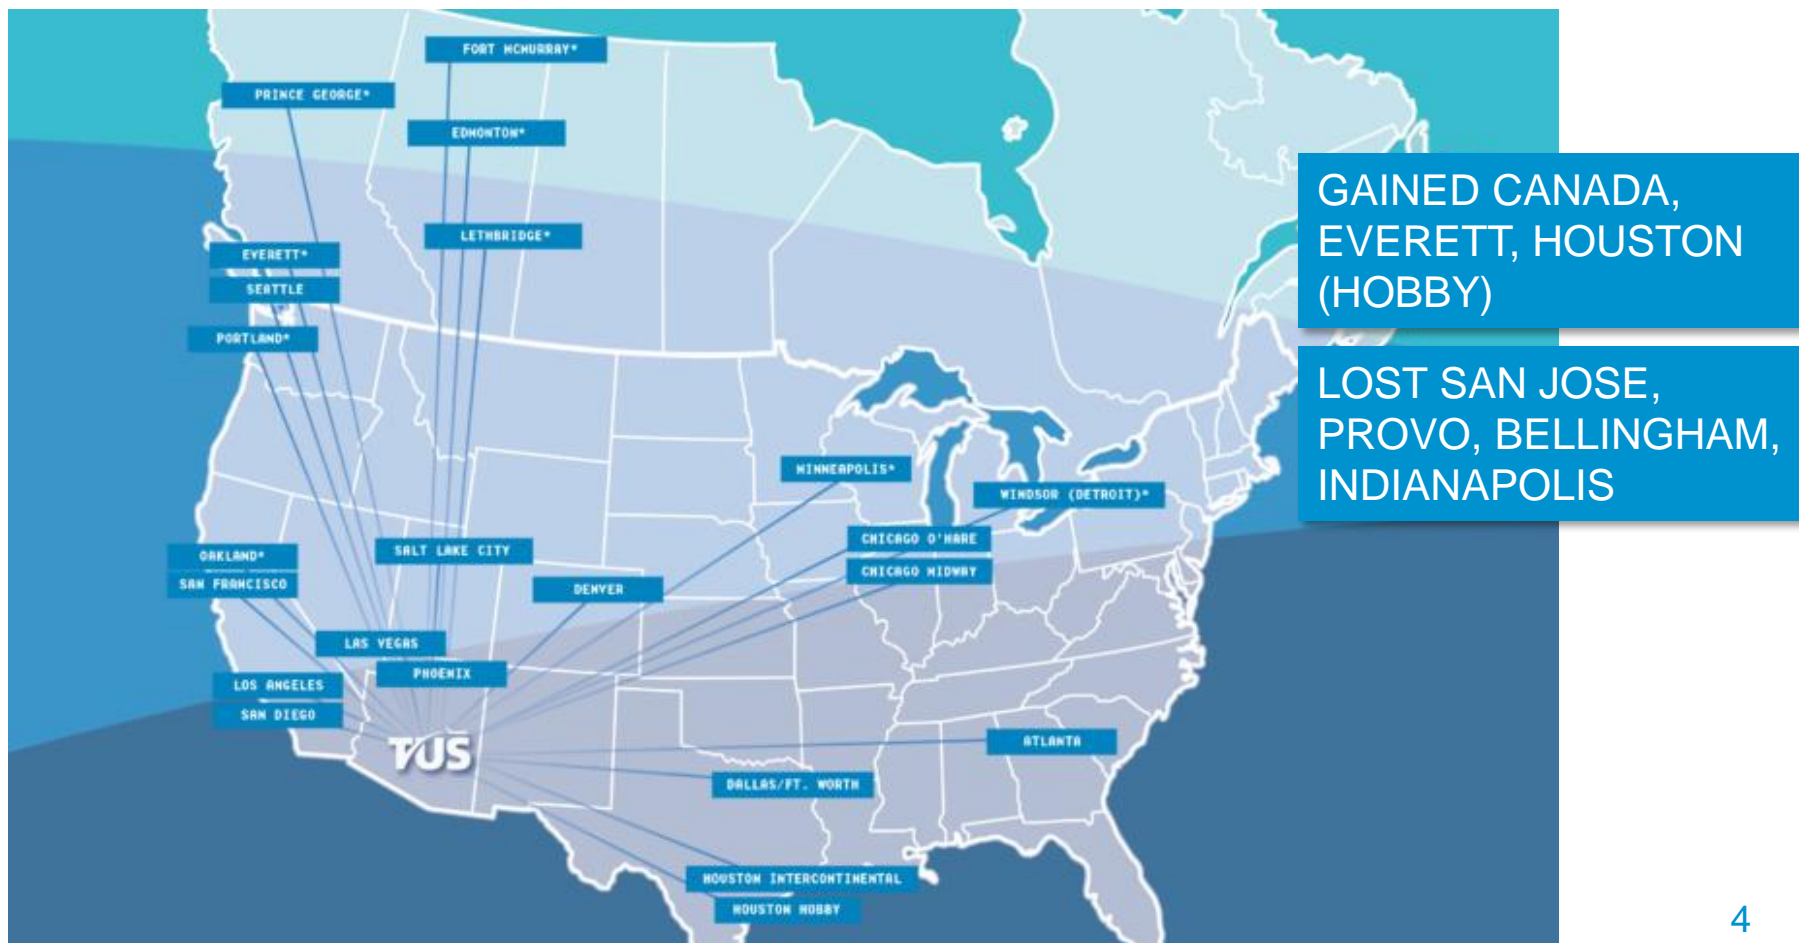 FORT MCMURRAY*
PRINCE GEORGE*
EDMONTON*
LETHBRIDGE*
EVERETT*
SEATTLE
PORTLAND*
MINNEAPOLIS*
WINDSOR (DETROIT)*
CHICAGO O'HARE
CHICAGO MIDWAY
OAKLAND*
SAN FRANCISCO
SALT LAKE CITY
DENVER
LAS VEGAS
PHOENIX
LOS ANGELES
SAN DIEGO
TUS
ATLANTA
DALLAS/FT. WORTH
HOUSTON INTERCONTINENTAL
HOUSTON HOBBY
GAINED CANADA,
EVERETT, HOUSTON
(HOBBY)
LOST SAN JOSE,
PROVO, BELLINGHAM,
INDIANAPOLIS
4